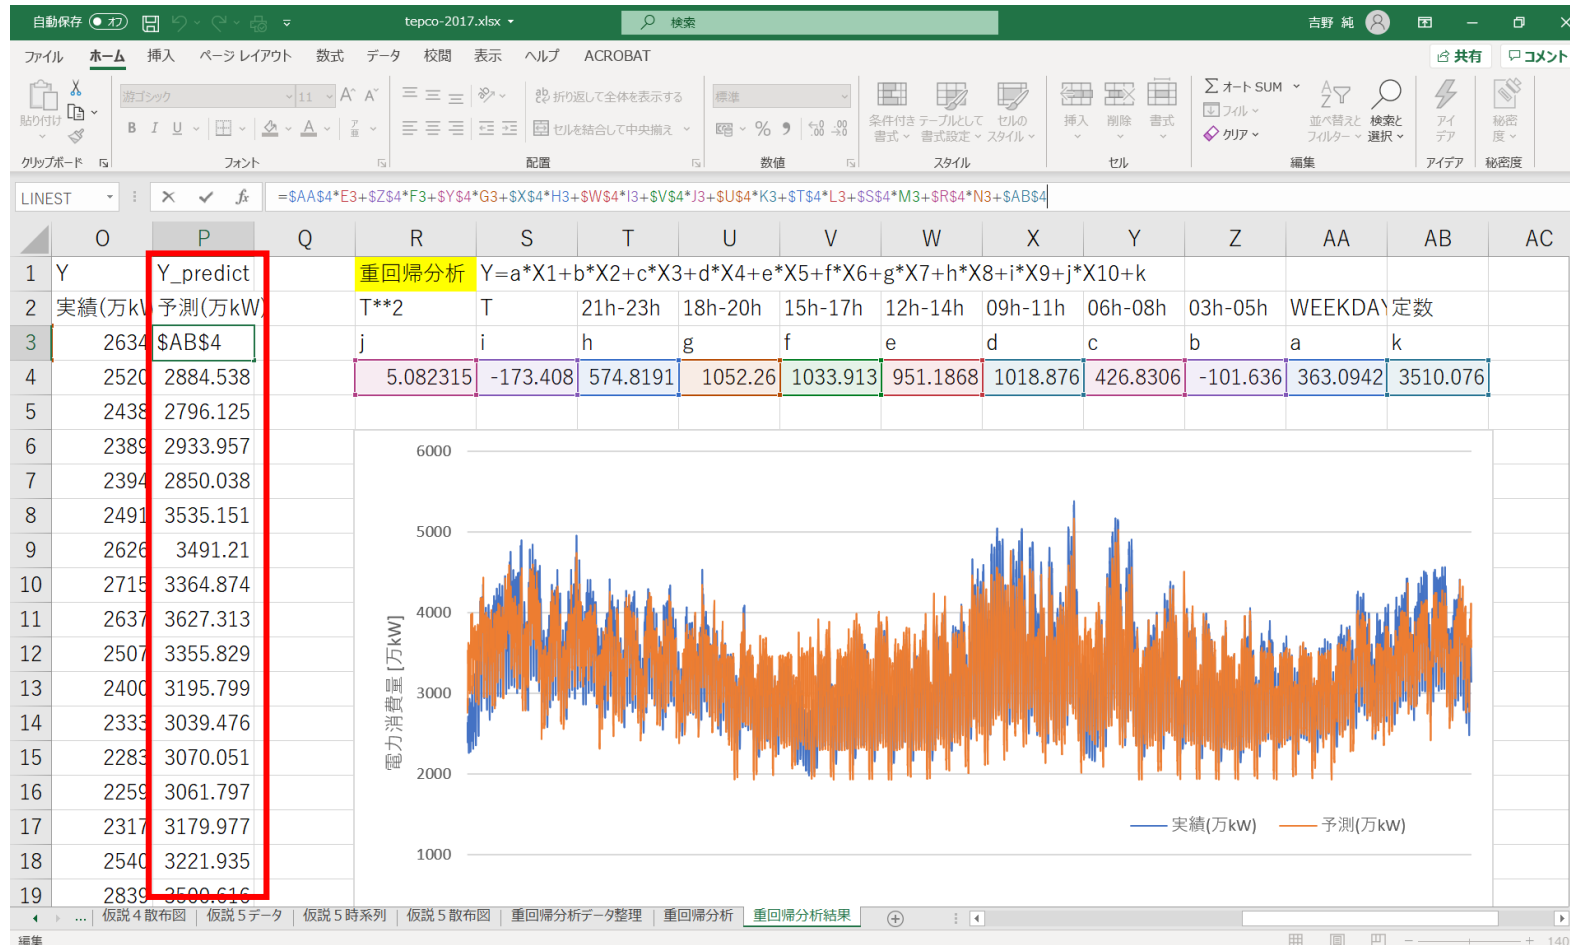 自動保存 オフ tepco-2017.xlsx 検索 吉野 純
ファイル ホーム 挿入 ページ レイアウト 数式 データ 校閲 表示 ヘルプ ACROBAT 共有 コメント
貼り付け 游ゴシック 11 A A 折り返して全体を表示する 標準 条件付き書式 テーブルとして書式設定 セルのスタイル 挿入 削除 書式 Σ オート SUM フィル クリア 並べ替えとフィルター 検索と選択 アイデア 秘密度
B I U A セルを結合して中央揃え %
クリップボード フォント 配置 数値 スタイル セル 編集 アイデア 秘密度
LINEST fx =$AA$4*E3+$Z$4*F3+$Y$4*G3+$X$4*H3+$W$4*I3+$V$4*J3+$U$4*K3+$T$4*L3+$S$4*M3+$R$4*N3+$AB$4
O P Q R S T U V W X Y Z AA AB AC
1 Y Y_predict 重回帰分析 Y=a*X1+b*X2+c*X3+d*X4+e*X5+f*X6+g*X7+h*X8+i*X9+j*X10+k
2 実績(万kW 予測(万kW) T**2 T 21h-23h 18h-20h 15h-17h 12h-14h 09h-11h 06h-08h 03h-05h WEEKDAY 定数
3 2634 $AB$4 j i h g f e d c b a k
4 2520 2884.538 5.082315 -173.408 574.8191 1052.26 1033.913 951.1868 1018.876 426.8306 -101.636 363.0942 3510.076
5 2438 2796.125
6 2389 2933.957
7 2394 2850.038
8 2491 3535.151
9 2626 3491.21
10 2715 3364.874
11 2637 3627.313
12 2507 3355.829
13 2400 3195.799
14 2333 3039.476
15 2283 3070.051
16 2259 3061.797
17 2317 3179.977
18 2540 3221.935
19 2839 3500.616
6000
5000
4000
3000
2000
1000
電力消費量 [万kW]
実績(万kW) 予測(万kW)
... 仮説４散布図 仮説５データ 仮説５時系列 仮説５散布図 重回帰分析データ整理 重回帰分析 重回帰分析結果
編集 140